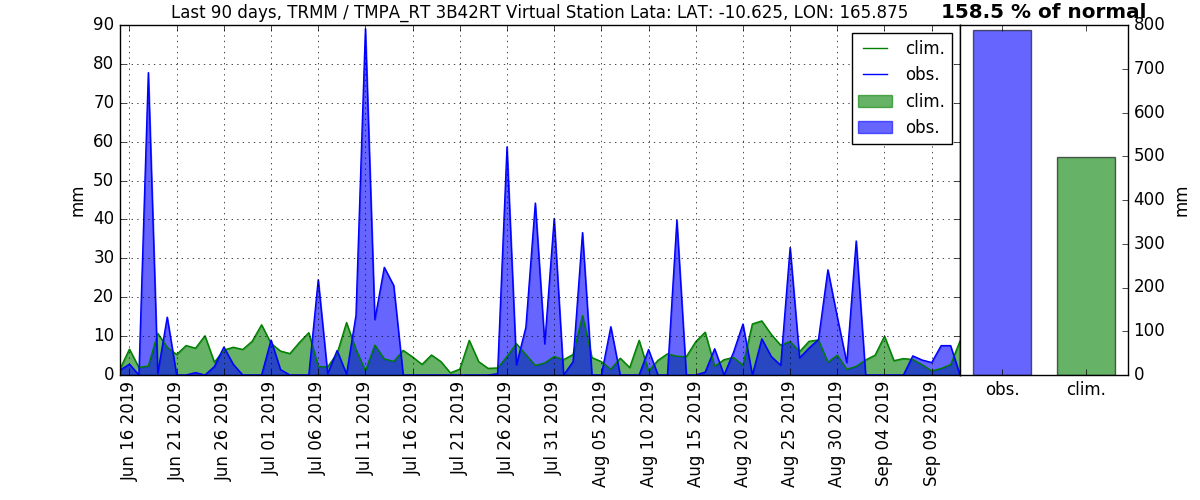 Last 90 days, TRMM / TMPA_RT 3B42RT Virtual Station Lata: LAT: -10.625, LON: 165.875
158.5 % of normal
90
80
70
60
50
40
30
20
10
0
mm
clim.
obs.
clim.
obs.
800
700
600
500
400
300
200
100
0
mm
Jun 16 2019
Jun 21 2019
Jun 26 2019
Jul 01 2019
Jul 06 2019
Jul 11 2019
Jul 16 2019
Jul 21 2019
Jul 26 2019
Jul 31 2019
Aug 05 2019
Aug 10 2019
Aug 15 2019
Aug 20 2019
Aug 25 2019
Aug 30 2019
Sep 04 2019
Sep 09 2019
obs.
clim.